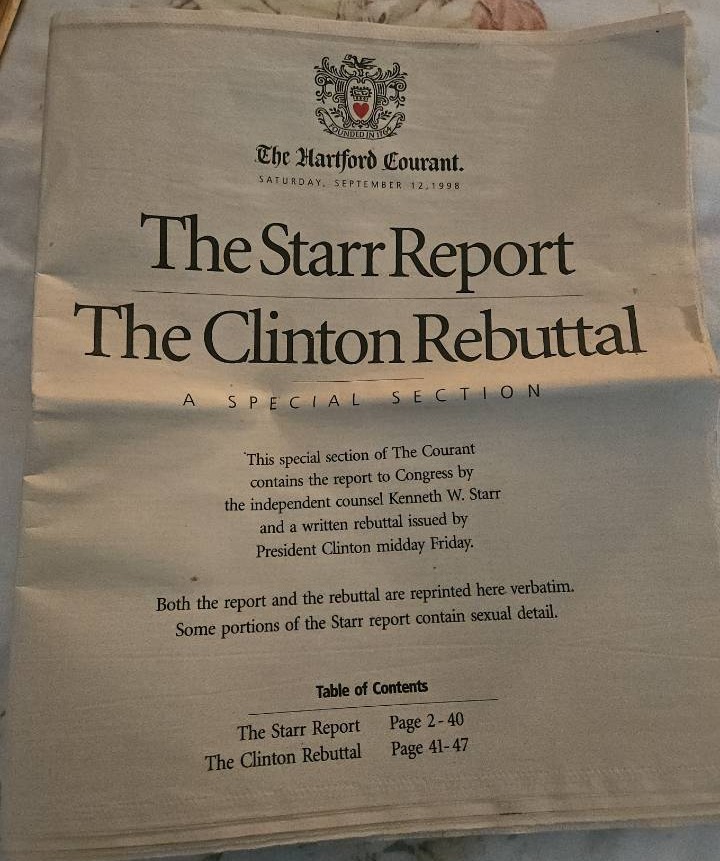 FOUNDED IN 1764
The Hartford Courant.
SATURDAY, SEPTEMBER 12, 1998
The Starr Report
The Clinton Rebuttal
A SPECIAL SECTION
This special section of The Courant
contains the report to Congress by
the independent counsel Kenneth W. Starr
and a written rebuttal issued by
President Clinton midday Friday.
Both the report and the rebuttal are reprinted here verbatim.
Some portions of the Starr report contain sexual detail.
Table of Contents
The Starr Report Page 2-40
The Clinton Rebuttal Page 41-47